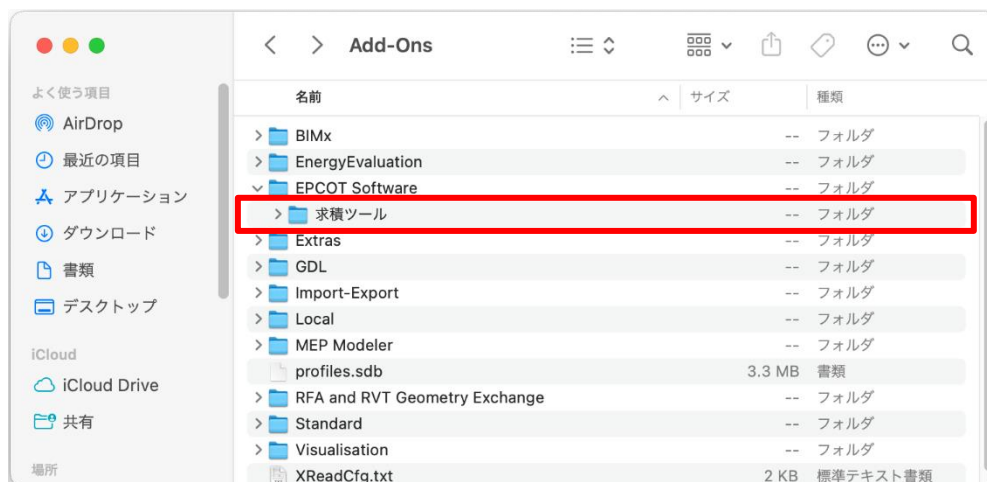 Add-Ons
よく使う項目
AirDrop
最近の項目
アプリケーション
ダウンロード
書類
デスクトップ
iCloud
iCloud Drive
共有
場所
名前 サイズ 種類
BIMx -- フォルダ
EnergyEvaluation -- フォルダ
EPCOT Software -- フォルダ
求積ツール -- フォルダ
Extras -- フォルダ
GDL -- フォルダ
Import-Export -- フォルダ
Local -- フォルダ
MEP Modeler -- フォルダ
profiles.sdb 3.3 MB 書類
RFA and RVT Geometry Exchange -- フォルダ
Standard -- フォルダ
Visualisation -- フォルダ
XReadCfg.txt 2 KB 標準テキスト書類